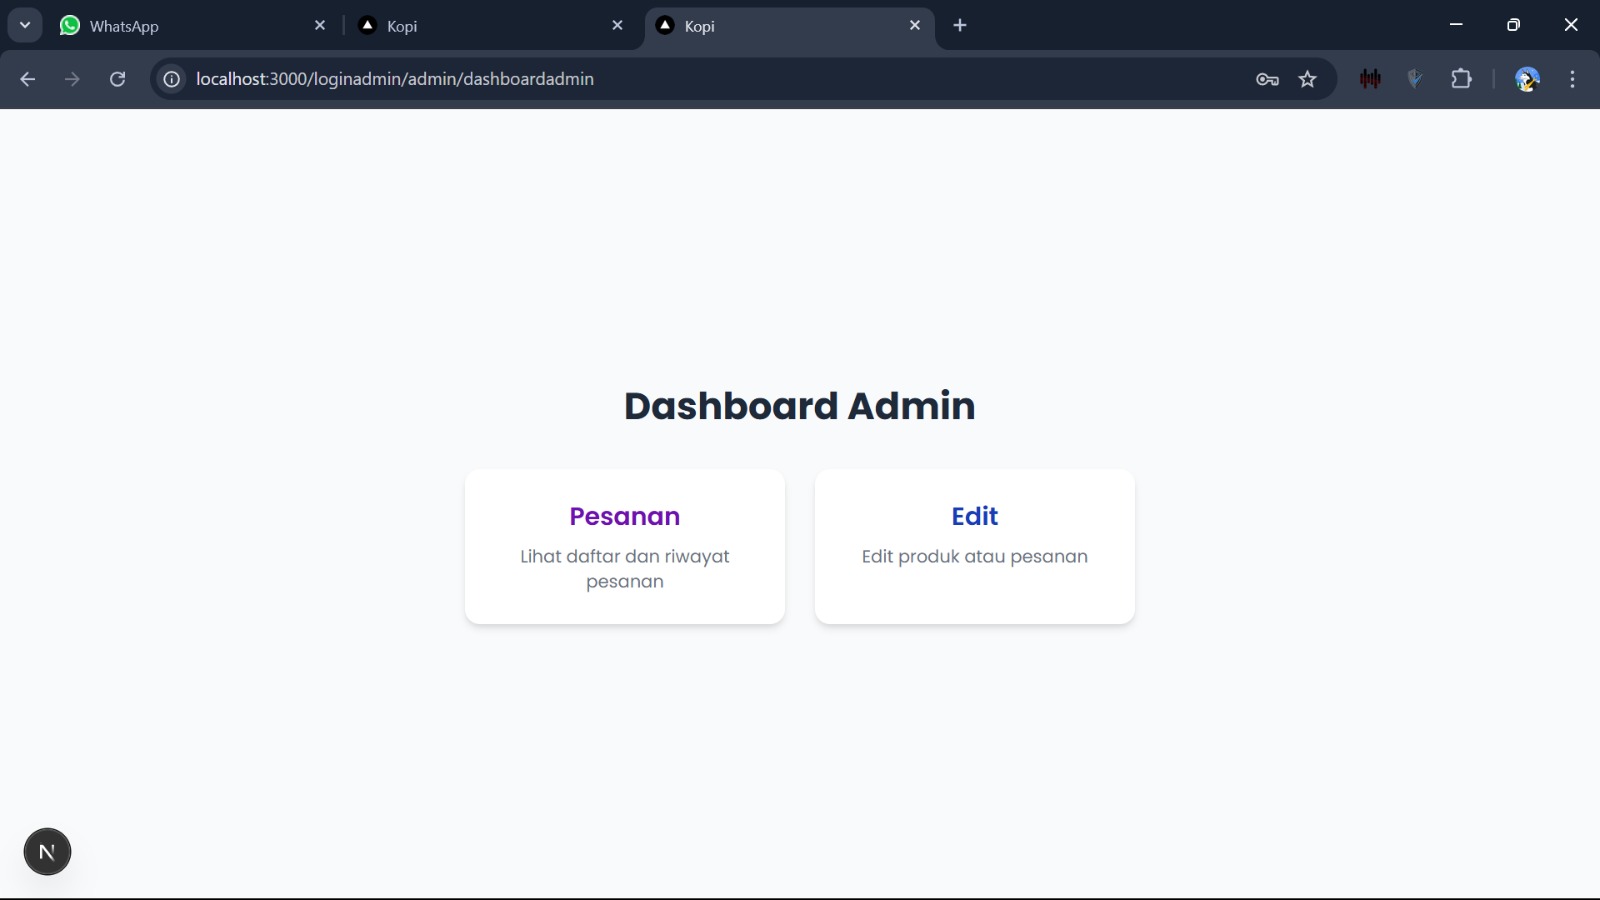 WhatsApp
Kopi
Kopi
localhost:3000/loginadmin/admin/dashboardadmin
Dashboard Admin
Pesanan
Lihat daftar dan riwayat
pesanan
Edit
Edit produk atau pesanan
N